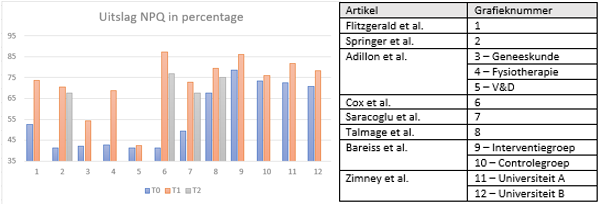 Uitslag NPQ in percentage
95
85
75
65
55
45
35
1 2 3 4 5 6 7 8 9 10 11 12
T0 T1 T2
Artikel Grafieknummer
Flitzgerald et al. 1
Springer et al. 2
Adillon et al. 3 – Geneeskunde
4 – Fysiotherapie
5 – V&D
Cox et al. 6
Saracoglu et al. 7
Talmage et al. 8
Bareiss et al. 9 – Interventiegroep
10 – Controlegroep
Zimney et al. 11 – Universiteit A
12 – Universiteit B